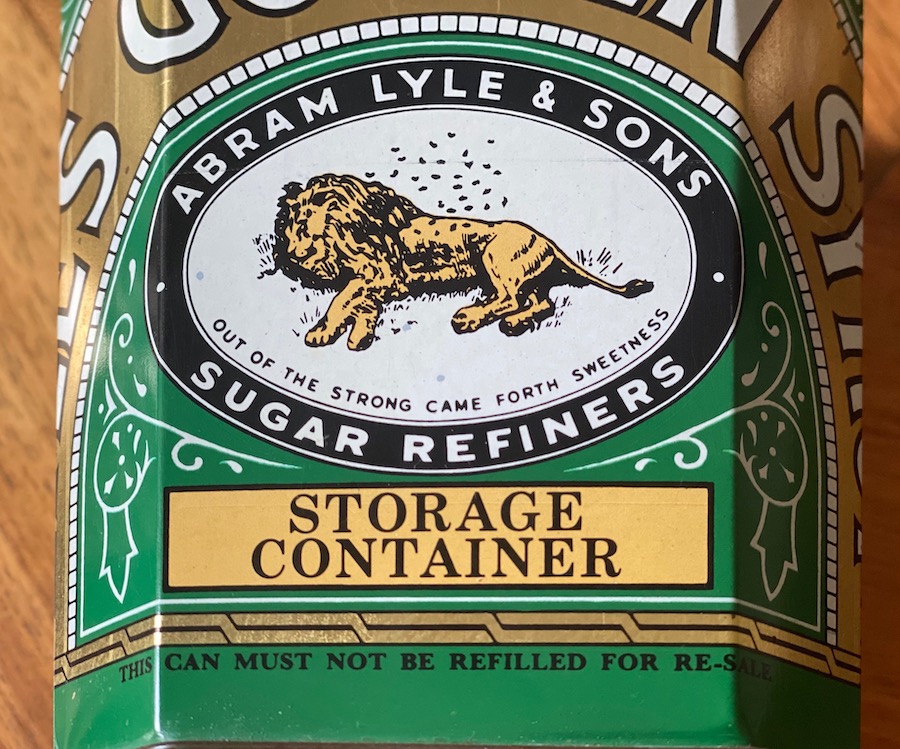 ABRAM LYLE & SONS
OUT OF THE STRONG CAME FORTH SWEETNESS
SUGAR REFINERS
STORAGE
CONTAINER
THIS CAN MUST NOT BE REFILLED FOR RE-SALE